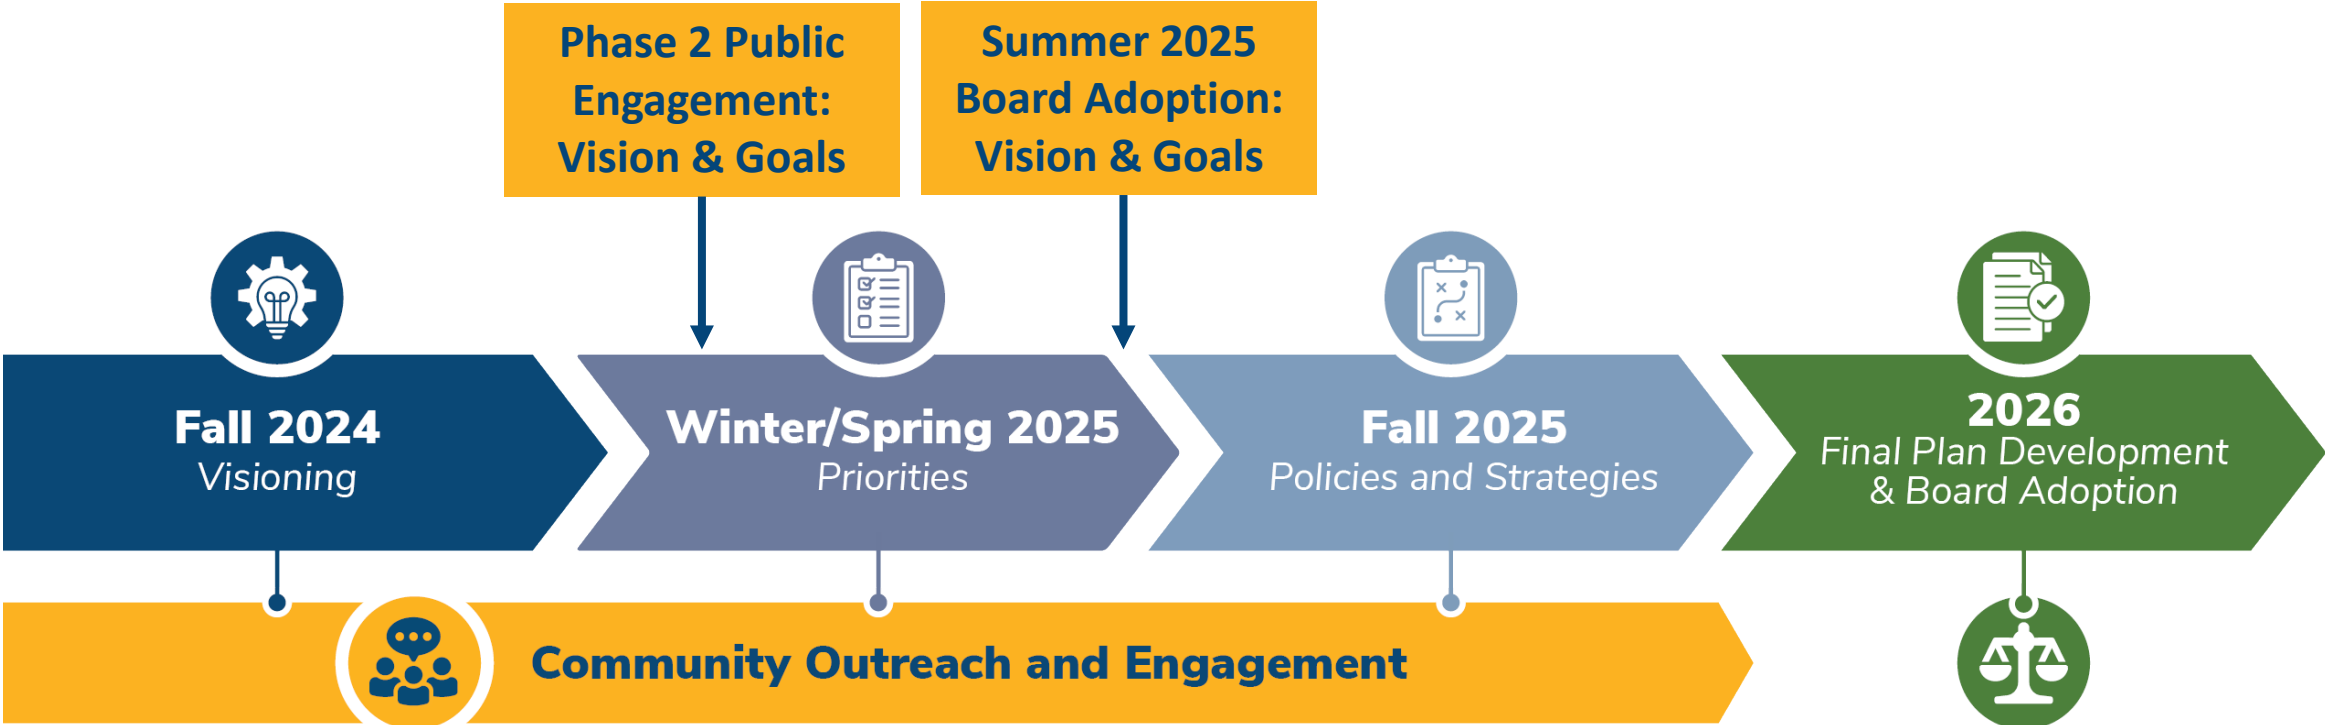 Phase 2 Public
Engagement:
Vision & Goals
Summer 2025
Board Adoption:
Vision & Goals
Fall 2024
Visioning
Winter/Spring 2025
Priorities
Fall 2025
Policies and Strategies
2026
Final Plan Development
& Board Adoption
Community Outreach and Engagement